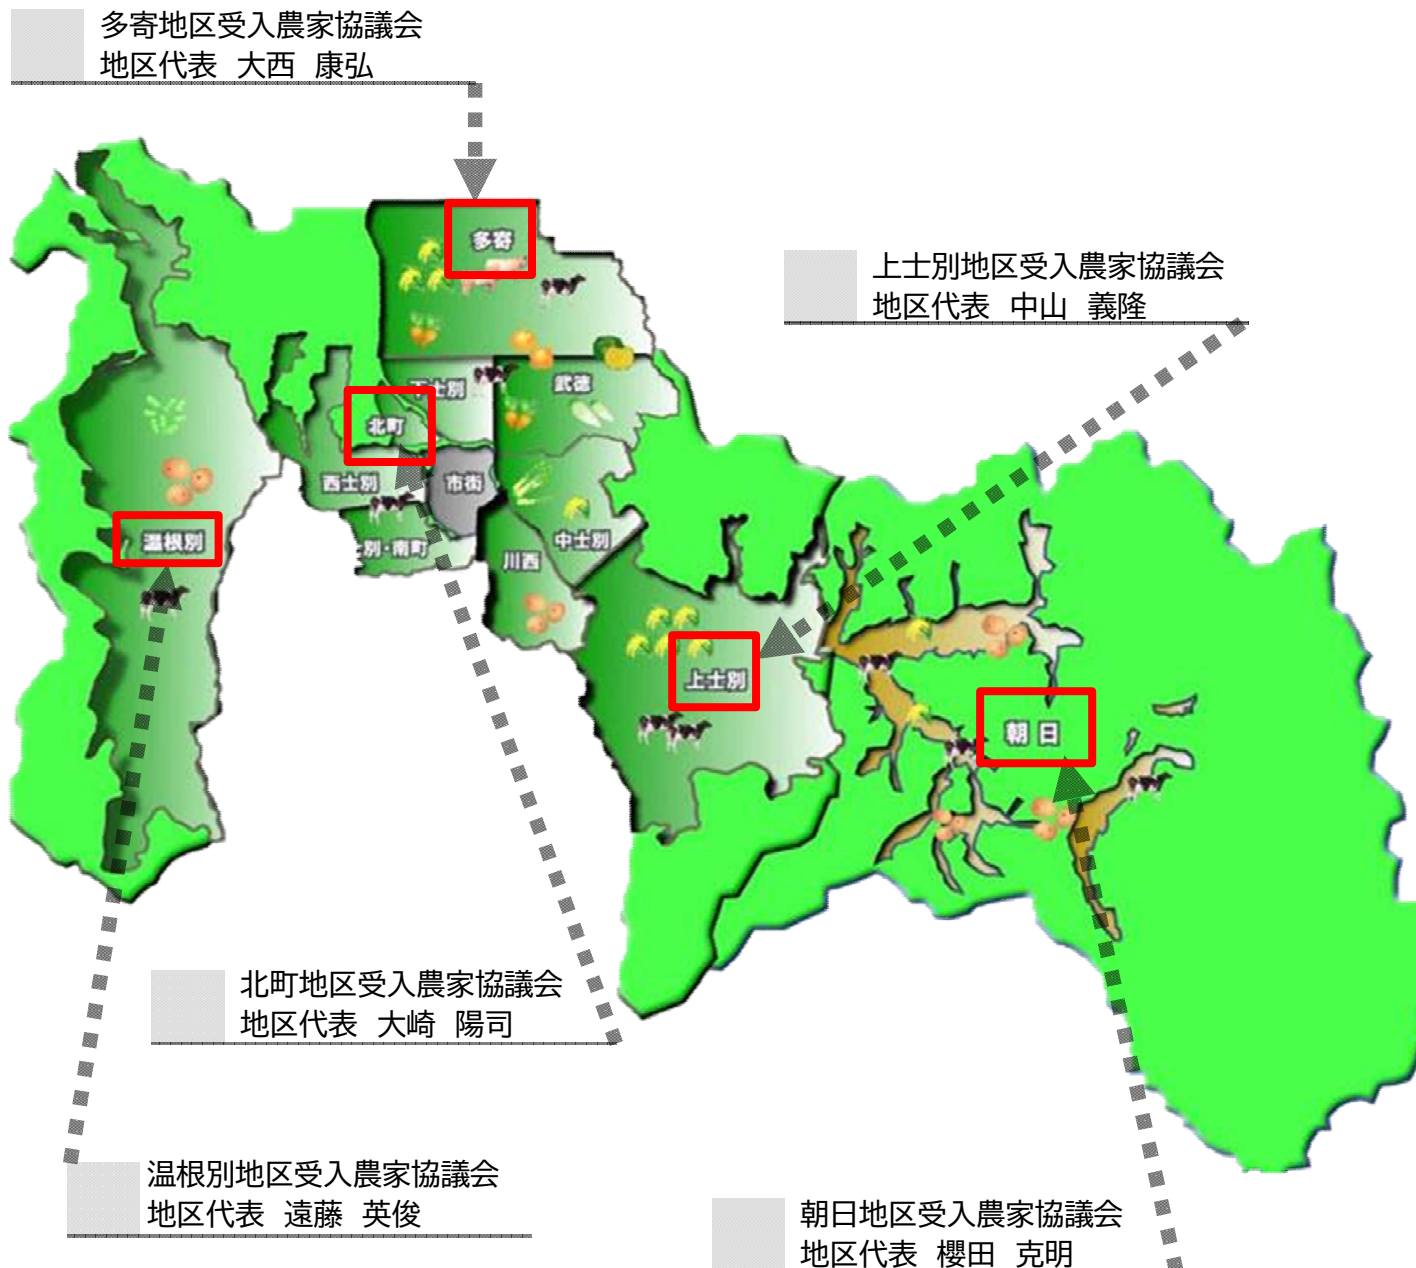 多寄地区受入農家協議会
地区代表 大西 康弘
多寄
上士別地区受入農家協議会
地区代表 中山 義隆
下士別
武徳
北町
西士別
市街
温根別
別・南町
川西
中士別
上士別
朝日
北町地区受入農家協議会
地区代表 大崎 陽司
温根別地区受入農家協議会
地区代表 遠藤 英俊
朝日地区受入農家協議会
地区代表 櫻田 克明